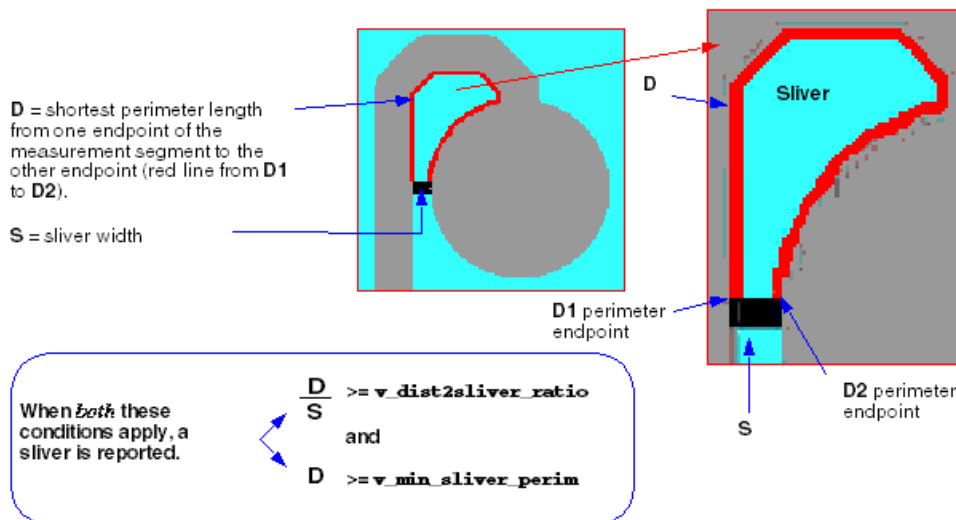 D = shortest perimeter length
from one endpoint of the
measurement segment to the
other endpoint (red line from D1
to D2).
S = sliver width
D
Sliver
D1 perimeter
endpoint
D2 perimeter
endpoint
S
When both these
conditions apply, a
sliver is reported.
D
S
>= v_dist2sliver_ratio
and
D >= v_min_sliver_perim